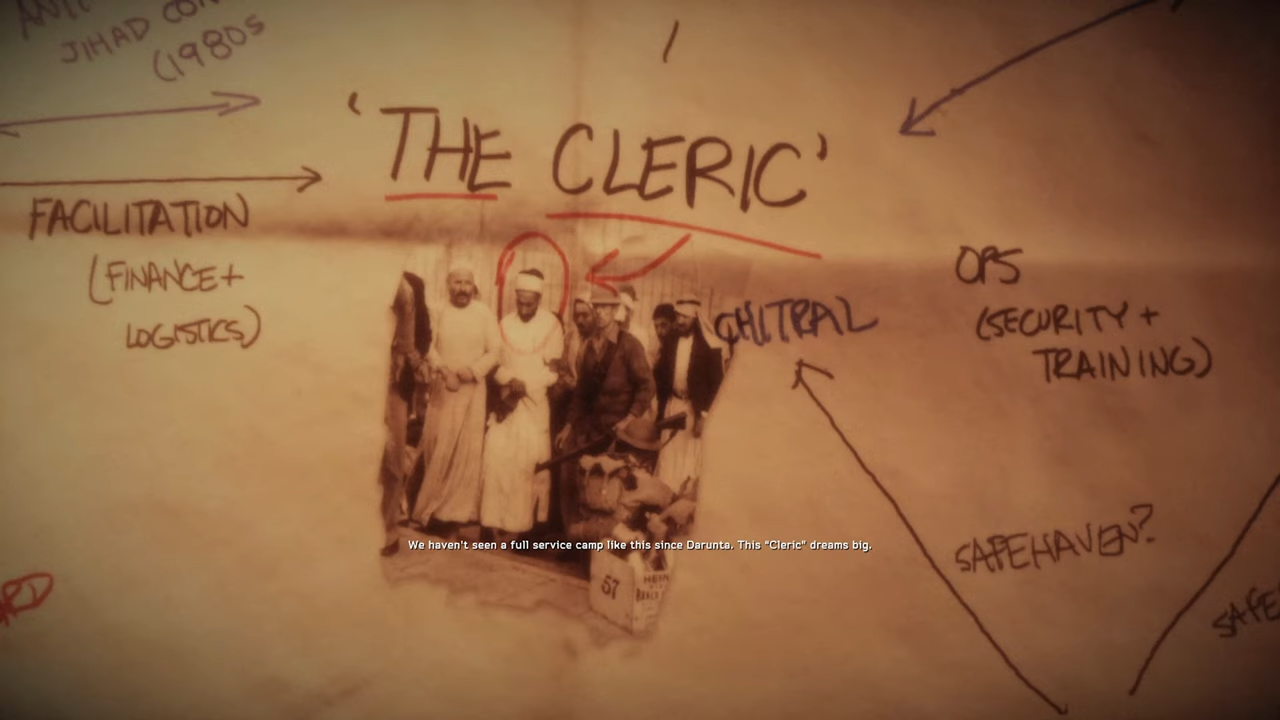 JIHAD
(1980s
'THE CLERIC'
FACILITATION
(FINANCE+
LOGISTICS)
CHITRAL
OPS
(SECURITY +
TRAINING)
We haven't seen a full service camp like this since Darunta. This "Cleric" dreams big.
SAFEHAVEN?
57